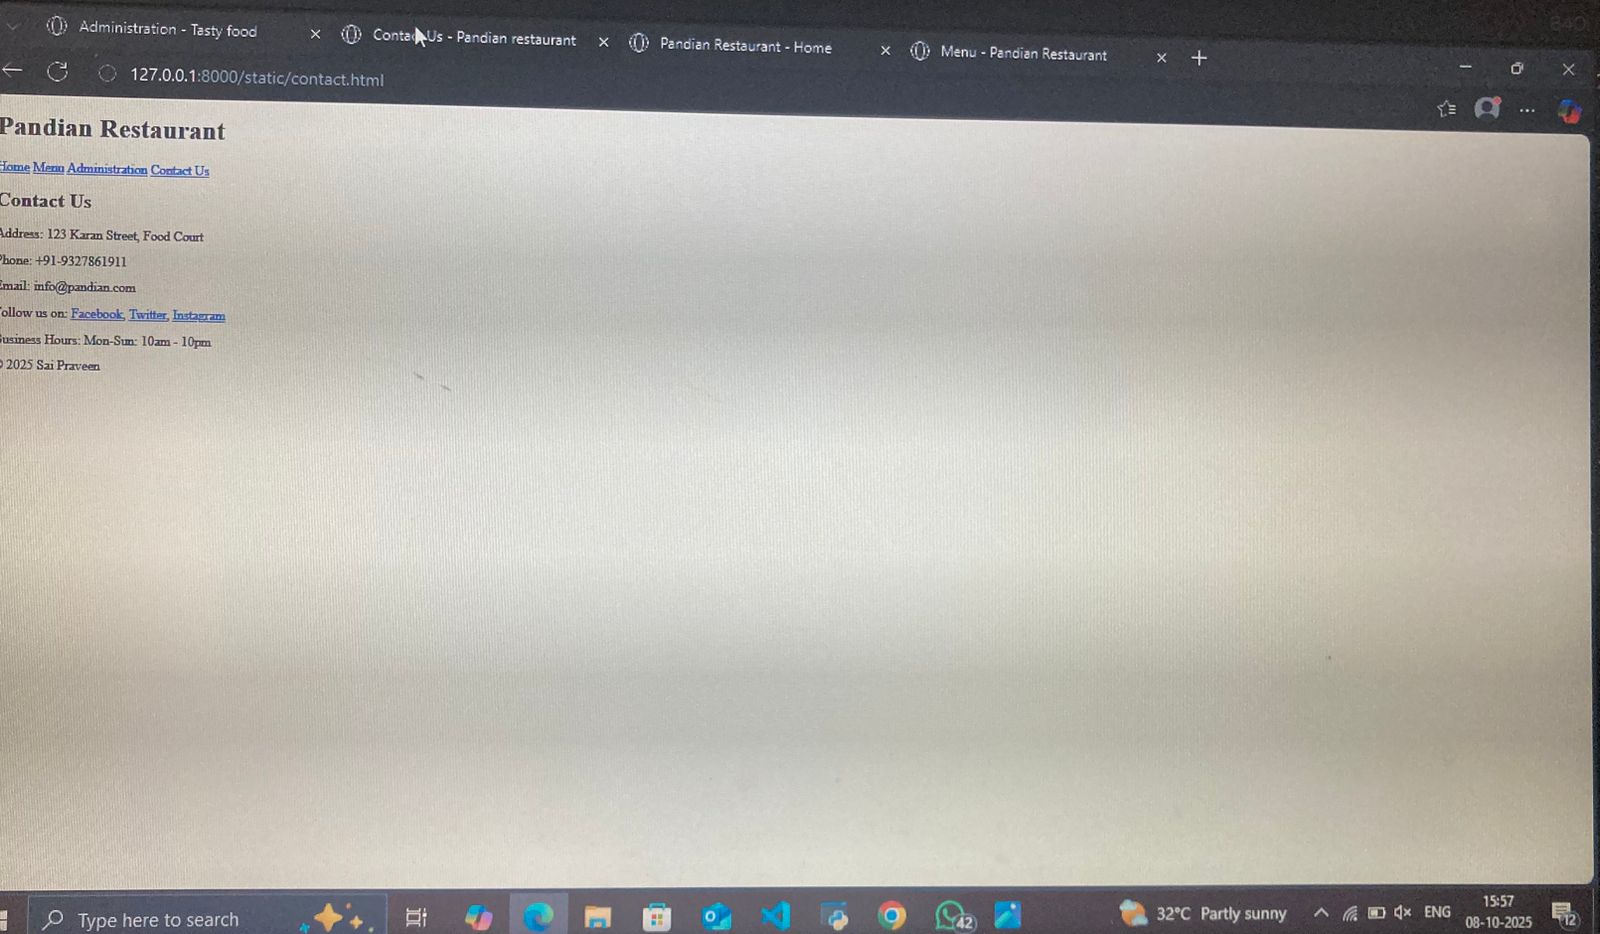 Administration - Tasty food
Contact Us - Pandian restaurant
Pandian Restaurant - Home
Menu - Pandian Restaurant
127.0.0.1:8000/static/contact.html
Pandian Restaurant
Home Menu Administration Contact Us
Contact Us
Address: 123 Karan Street, Food Court
Phone: +91-9327861911
Email: info@pandian.com
Follow us on: Facebook, Twitter, Instagram
Business Hours: Mon-Sun: 10am - 10pm
© 2025 Sai Praveen
Type here to search
42
32°C Partly sunny
ENG
15:57
08-10-2025
12